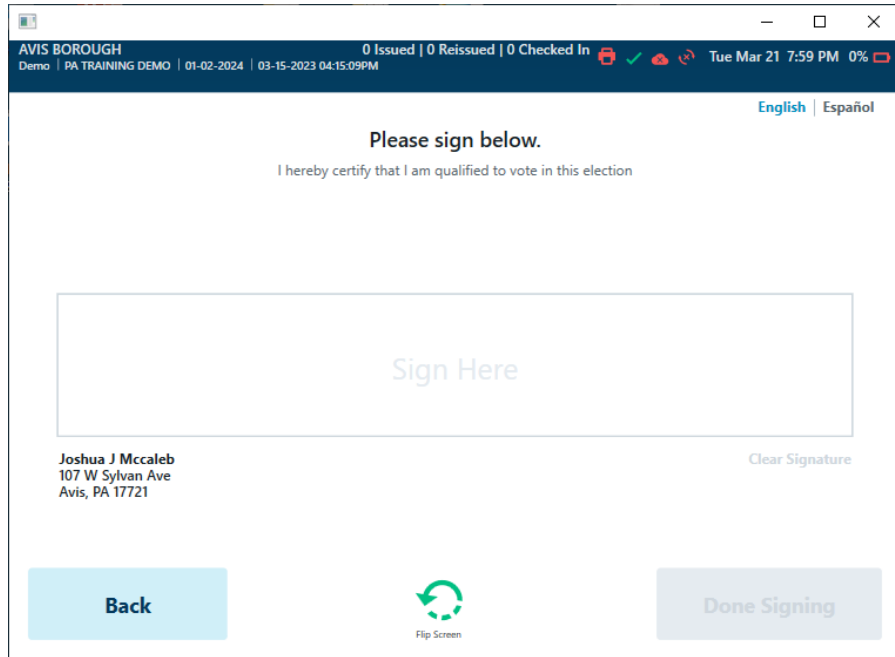 AVIS BOROUGH 0 Issued | 0 Reissued | 0 Checked In Tue Mar 21 7:59 PM 0%
Demo | PA TRAINING DEMO | 01-02-2024 | 03-15-2023 04:15:09PM
English | Español
Please sign below.
I hereby certify that I am qualified to vote in this election
Sign Here
Joshua J Mccaleb Clear Signature
107 W Sylvan Ave
Avis, PA 17721
Back Done Signing
Flip Screen